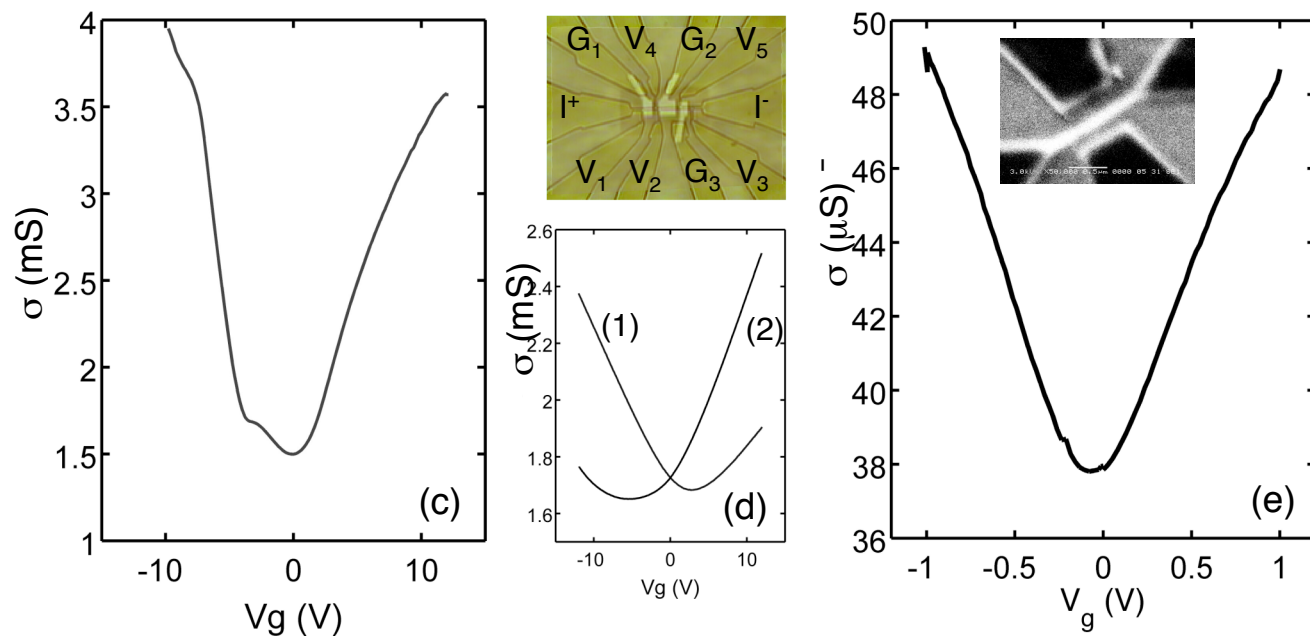 4
3.5
3
2.5
2
1.5
1
σ (mS)
-10
0
10
Vg (V)
(c)
G1 V4 G2 V5
I+ I-
V1 V2 G3 V3
2.6
2.4
2.2
2
1.8
1.6
σ (mS)
(1)
(2)
-10
0
10
Vg (V)
(d)
50
48
46
44
42
40
38
36
σ (μS)
-1
-0.5
0
0.5
1
Vg (V)
(e)